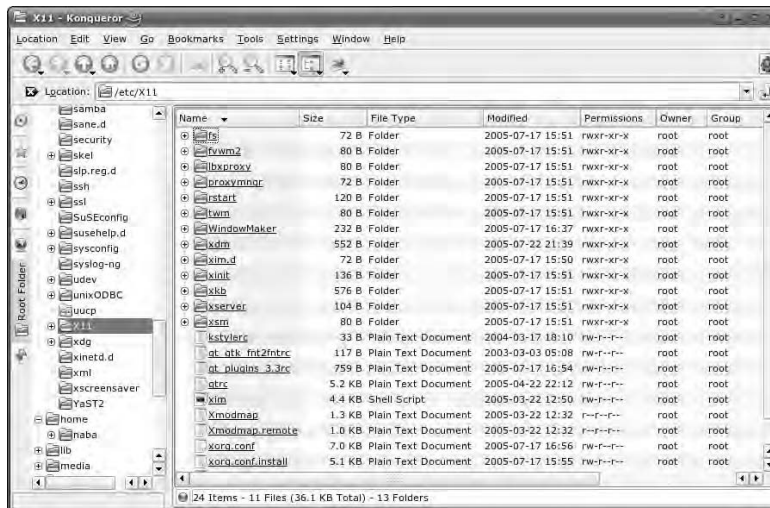 X11 - Konqueror
Location Edit View Go Bookmarks Tools Settings Window Help
Location: /etc/X11
Root Folder
samba
sane.d
security
skel
slp.reg.d
ssh
ssl
SuSEconfig
susehelp.d
sysconfig
syslog-ng
udev
unixODBC
uucp
X11
xdg
xinetd.d
xml
xscreensaver
YaST2
home
naba
lib
media
Name Size File Type Modified Permissions Owner Group
fs 72 B Folder 2005-07-17 15:51 rwxr-xr-x root root
fvwm2 80 B Folder 2005-07-17 15:51 rwxr-xr-x root root
lbxproxy 80 B Folder 2005-07-17 15:51 rwxr-xr-x root root
proxymngr 72 B Folder 2005-07-17 15:51 rwxr-xr-x root root
rstart 120 B Folder 2005-07-17 15:51 rwxr-xr-x root root
twm 80 B Folder 2005-07-17 15:51 rwxr-xr-x root root
WindowMaker 232 B Folder 2005-07-17 16:37 rwxr-xr-x root root
xdm 552 B Folder 2005-07-22 21:39 rwxr-xr-x root root
xim.d 72 B Folder 2005-07-17 15:50 rwxr-xr-x root root
xinit 136 B Folder 2005-07-17 15:51 rwxr-xr-x root root
xkb 576 B Folder 2005-07-17 15:51 rwxr-xr-x root root
xserver 104 B Folder 2005-07-17 15:51 rwxr-xr-x root root
xsm 80 B Folder 2005-07-17 15:51 rwxr-xr-x root root
kstylerc 33 B Plain Text Document 2004-03-17 18:10 rw-r--r-- root root
qt_gtk_fnt2fntrc 117 B Plain Text Document 2003-03-03 05:08 rw-r--r-- root root
qt_plugins_3.3rc 759 B Plain Text Document 2005-07-17 16:54 rw-r--r-- root root
qtrc 5.2 KB Plain Text Document 2005-04-22 22:12 rw-r--r-- root root
xim 4.4 KB Shell Script 2005-03-22 12:50 rw-r--r-- root root
Xmodmap 1.3 KB Plain Text Document 2005-03-22 12:32 r--r--r-- root root
Xmodmap.remote 1.0 KB Plain Text Document 2005-03-22 12:32 r--r--r-- root root
xorg.conf 7.0 KB Plain Text Document 2005-07-17 16:56 rw-r--r-- root root
xorg.conf.install 5.1 KB Plain Text Document 2005-07-17 15:55 rw-r--r-- root root
24 Items - 11 Files (36.1 KB Total) - 13 Folders